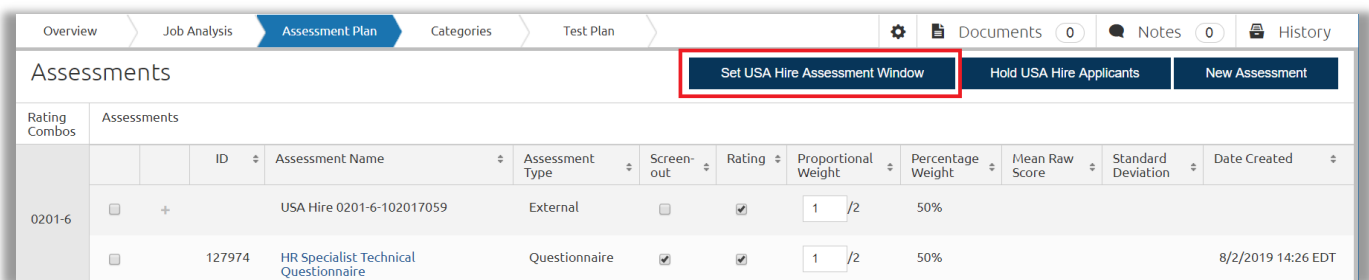 Overview Job Analysis Assessment Plan Categories Test Plan Documents 0 Notes 0 History
Assessments Set USA Hire Assessment Window Hold USA Hire Applicants New Assessment
Rating Combos Assessments
ID Assessment Name Assessment Type Screen-out Rating Proportional Weight Percentage Weight Mean Raw Score Standard Deviation Date Created
0201-6 USA Hire 0201-6-102017059 External 1 /2 50%
127974 HR Specialist Technical Questionnaire Questionnaire 1 /2 50% 8/2/2019 14:26 EDT